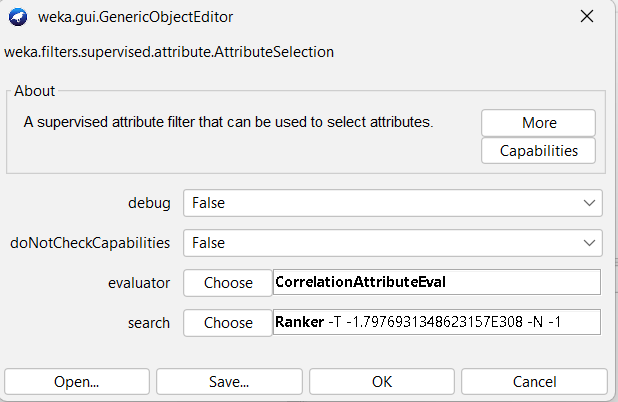 weka.gui.GenericObjectEditor
weka.filters.supervised.attribute.AttributeSelection
About
A supervised attribute filter that can be used to select attributes.
More
Capabilities
debug False
doNotCheckCapabilities False
evaluator Choose CorrelationAttributeEval
search Choose Ranker -T -1.7976931348623157E308 -N -1
Open... Save... OK Cancel